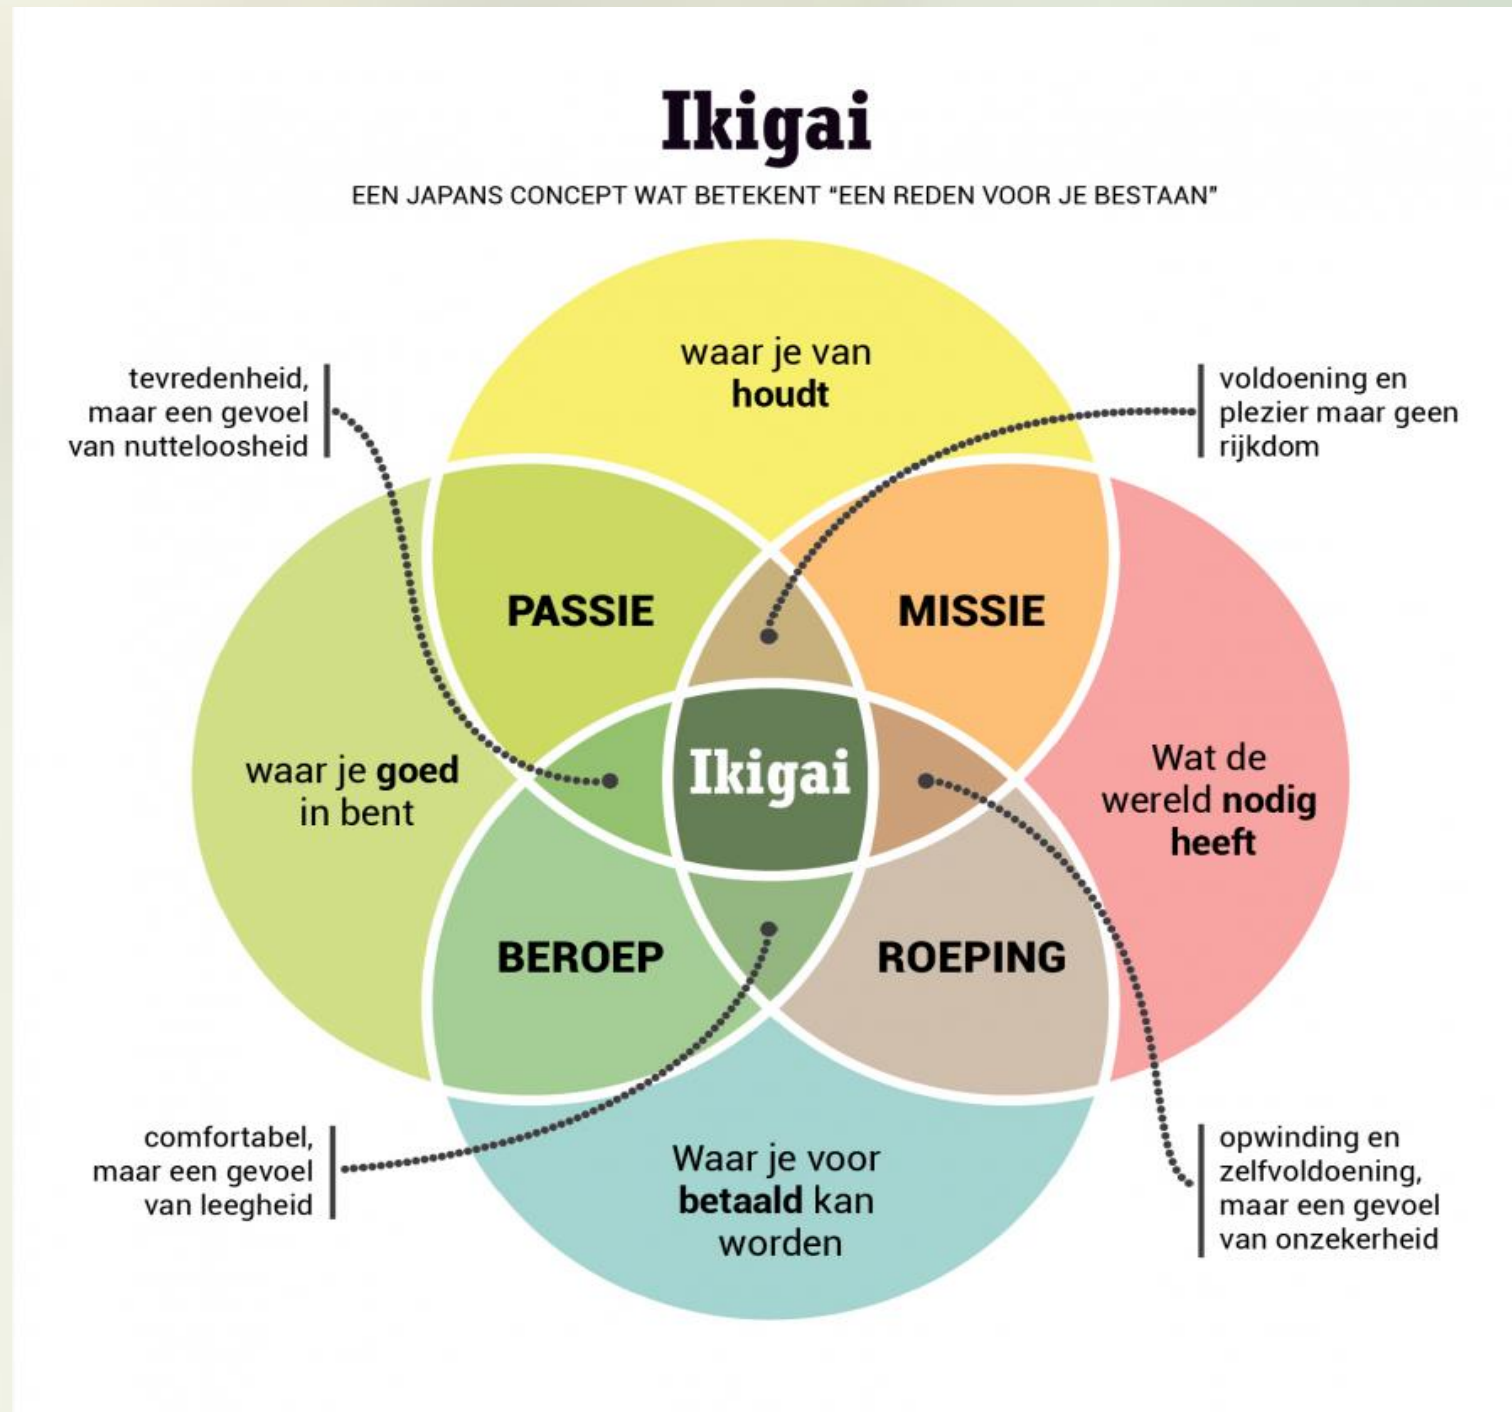 Ikigai
EEN JAPANS CONCEPT WAT BETEKENT “EEN REDEN VOOR JE BESTAAN”
waar je van
houdt
tevredenheid,
maar een gevoel
van nutteloosheid
voldoening en
plezier maar geen
rijkdom
PASSIE
MISSIE
waar je goed
in bent
Ikigai
Wat de
wereld nodig
heeft
BEROEP
ROEPING
comfortabel,
maar een gevoel
van leegheid
Waar je voor
betaald kan
worden
opwinding en
zelfvoldoening,
maar een gevoel
van onzekerheid